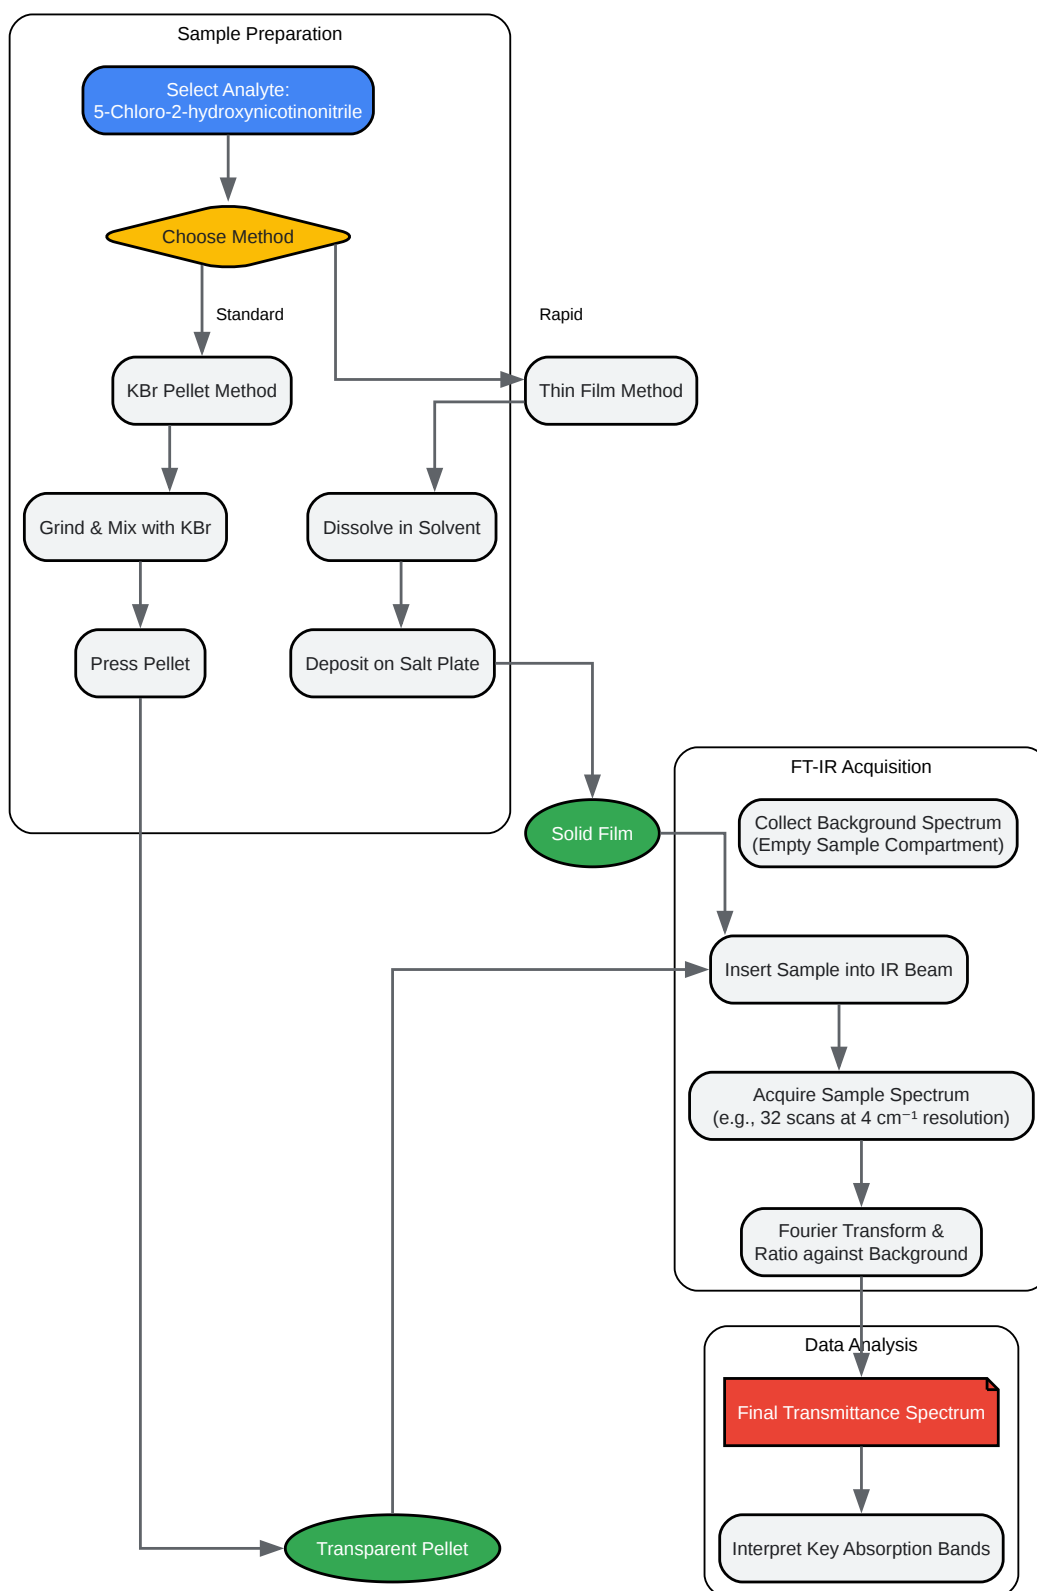 Sample Preparation
Select Analyte:
5-Chloro-2-hydroxynicotinonitrile
Choose Method
Standard
Rapid
KBr Pellet Method
Thin Film Method
Grind & Mix with KBr
Dissolve in Solvent
Press Pellet
Deposit on Salt Plate
FT-IR Acquisition
Solid Film
Collect Background Spectrum
(Empty Sample Compartment)
Insert Sample into IR Beam
Acquire Sample Spectrum
(e.g., 32 scans at 4 cm⁻¹ resolution)
Fourier Transform &
Ratio against Background
Data Analysis
Final Transmittance Spectrum
Transparent Pellet
Interpret Key Absorption Bands